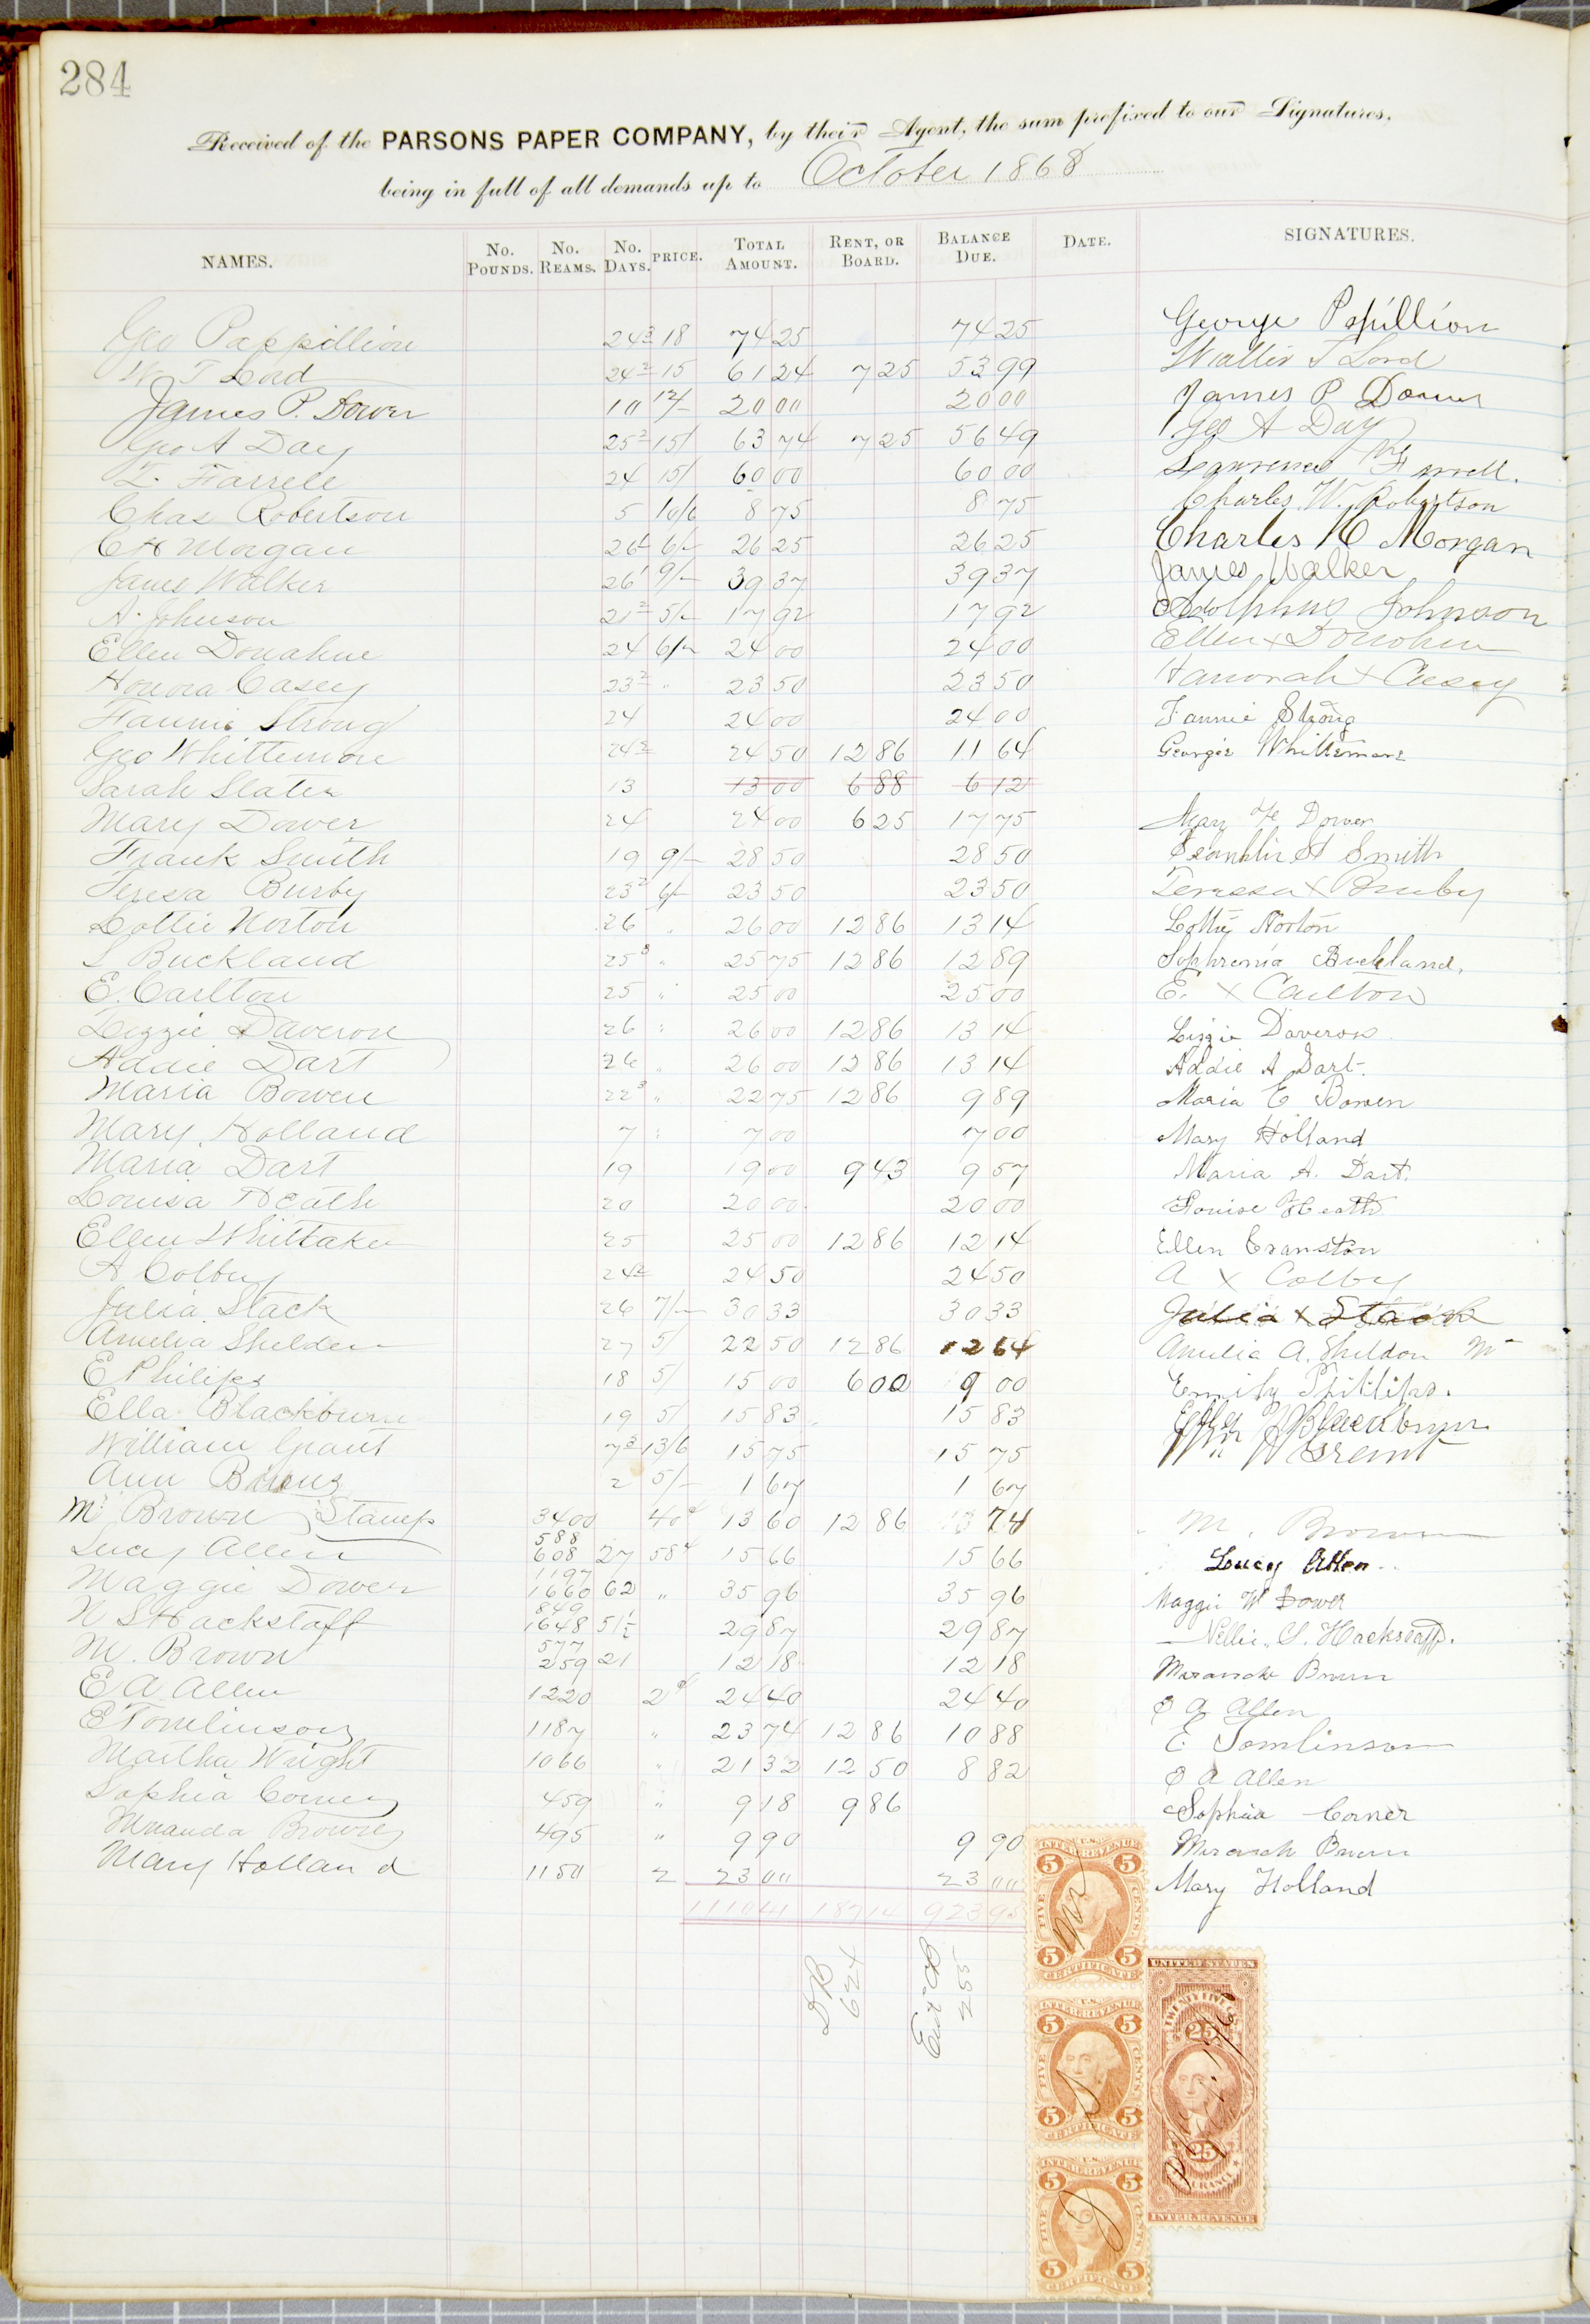 284
Received of the PARSONS PAPER COMPANY, by their Agent, the sum prefixed to our Signatures,
being in full of all demands up to October 1868
NAMES. No. Pounds. No. Reams. No. Days. PRICE. Total Amount. Rent, or Board. Balance Due. Date. SIGNATURES.
Geo Pappillion 24 3 18 74 25 74 25 George Papillion
W T Lord 24 2 15 61 24 7 25 53 99 Walter T Lord
James P. Dower 10 12/- 20 00 20 00 James P Dower
Geo A Day 25 2 15/ 63 74 7 25 56 49 Geo A Day
L. Farrele 24 15/ 60 00 60 00 Lawrence Farrell.
Chas Robertson 5 10/6 8 75 8 75 Charles W. Robertson
C H Morgan 26 1 6/- 26 25 26 25 Charles H Morgan
James Walker 26 1 9/- 39 37 39 37 James Walker
A. Johnson 21 2 5/- 17 92 17 92 Adolphus Johnson
Ellen Donahue 24 6/- 24 00 24 00 Ellen x Donohue
Honora Casey 23 2 " 23 50 23 50 Hanorah x Casey
Fannie Strong 24 24 00 24 00 Fannie Strong
Geo Whittemore 24 2 24 50 12 86 11 64 George Whittemore
Sarah Slater 13 13 00 6 88 6 12
Mary Dower 24 24 00 6 25 17 75 Mary Dower
Frank Smith 19 9/- 28 50 28 50 Franklin H Smith
Teresa Burby 23 2 6/- 23 50 23 50 Teressa x Burby
Lottie Norton 26 " 26 00 12 86 13 14 Lottie Norton
S Buckland 25 3 " 25 75 12 86 12 89 Sophronia Buckland,
E. Carlton 25 " 25 00 25 00 E. x Carlton
Lizzie Daveron 26 " 26 00 12 86 13 14 Lizzie Daveron
Addie Dart 26 " 26 00 12 86 13 14 Addie A Dart.
Maria Bowen 22 3 " 22 75 12 86 9 89 Maria E Bowen
Mary Holland 7 " 7 00 7 00 Mary Holland
Maria Dart 19 19 00 9 43 9 57 Maria A. Dart.
Louisa Heath 20 20 00 20 00 Louise Heath
Ellen Whittaker 25 25 00 12 86 12 14 Ellen Cranston
A Colby 24 2 24 50 24 50 A x Colby
Julia Stack 26 7/- 30 33 30 33 Julia x Stack
Amelia Shelden 27 5/ 22 50 12 86 12 64 Amelia A. Sheldon
E Philips 18 5/ 15 00 6 00 9 00 Emily Phillips.
Ella Blackburn 19 5/ 15 83 15 83 Ella Blackburn
William Grant 7 13/6 15 75 15 75 Wm Grant
Ann 2 5/- 1 67 1 67
M Brown Stamps 3400 40 13 60 12 86 74 M. Brown
588
Lucy Allen 608 27 58 15 66 15 66 Lucy Allen
1197
Maggie Dower 1660 62 " 35 96 35 96 Maggie W Dower
849
N S Hackstaff 1648 51 1/2 29 87 29 87 Nellie S. Hackstaff.
577
M. Brown 259 21 12 18 12 18 Miranda Brown
E A Allen 1220 2 24 40 24 40 E A Allen
E Tomlinson 1187 " 23 74 12 86 10 88 E Tomlinson
Martha Wright 1066 " 21 32 12 50 8 82 E A Allen
Sophia Corner 459 " 9 18 9 86 Sophia Corner
Miranda Brown 495 " 9 90 9 90 Miranda Brown
Mary Holland 1150 2 23 00 23 00 Mary Holland
1110 41 187 14 923 95
624
255
U.S. INTER. REVENUE
5 5
FIVE CENTS
5 5
CERTIFICATE
U.S. INTER. REVENUE
5 5
FIVE CENTS
5 5
CERTIFICATE
INTER. REVENUE
5 5
FIVE CENTS
5 5
CERTIFICATE
UNITED STATES
TWENTY FIVE
25
25
INSURANCE
INTER. REVENUE